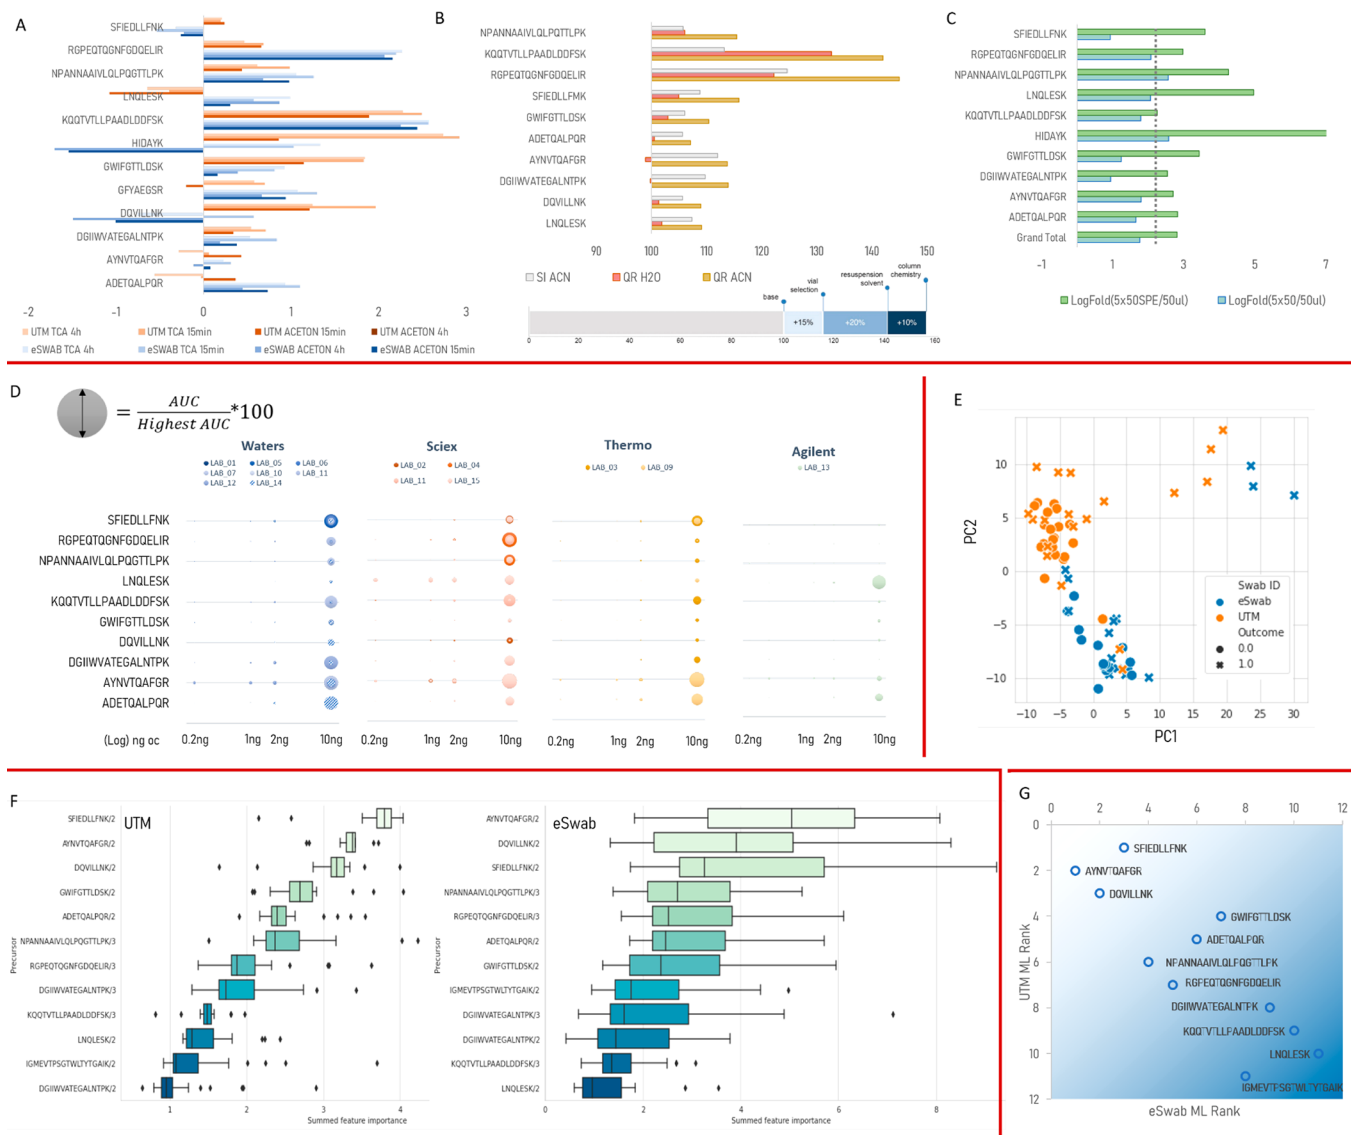 A
SFIEDLLFNK
RGPEQTQGNFGDQELIR
NPANNAAIVLQLPQGTTLPK
LNQLESK
KQQTVTLLPAADLDDFSK
HIDAYK
GWIFGTTLDSK
GFYAEGSR
DQVILLNK
DGIIWVATEGALNTPK
AYNVTQAFGR
ADETQALPQR
-2 -1 0 1 2 3
UTM TCA 4h UTM TCA 15min UTM ACETON 15min UTM ACETON 4h
eSWAB TCA 4h eSWAB TCA 15min eSWAB ACETON 4h eSWAB ACETON 15min
B
NPANNAAIVLQLPQTTLPK
KQQTVTLLPAADLDDFSK
RGPEQTQGNFGDQELIR
SFIEDLLFMK
GWIFGTTLDSK
ADETQALPQR
AYNVTQAFGR
DGIIWVATEGALNTPK
DQVILLNK
LNQLESK
90 100 110 120 130 140 150
SI ACN QR H2O QR ACN
base
vial selection
resuspension solvent
column chemistry
+15% +20% +10%
0 20 40 60 80 100 120 140 160
C
SFIEDLLFNK
RGPEQTQGNFGDQELIR
NPANNAAIVLQLPQGTTLPK
LNQLESK
KQQTVTLLPAADLDDFSK
HIDAYK
GWIFGTTLDSK
DGIIWVATEGALNTPK
AYNVTQAFGR
ADETQALPQR
Grand Total
-1 1 3 5 7
LogFold(5x50SPE/50ul) LogFold(5x50/50ul)
D
= AUC / Highest AUC *100
Waters
LAB_01 LAB_05 LAB_06
LAB_07 LAB_10 LAB_11
LAB_12 LAB_14
Sciex
LAB_02 LAB_04
LAB_11 LAB_15
Thermo
LAB_03 LAB_09
Agilent
LAB_13
SFIEDLLFNK
RGPEQTQGNFGDQELIR
NPANNAAIVLQLPQGTTLPK
LNQLESK
KQQTVTLLPAADLDDFSK
GWIFGTTLDSK
DQVILLNK
DGIIWVATEGALNTPK
AYNVTQAFGR
ADETQALPQR
(Log) ng oc 0.2ng 1ng 2ng 10ng 0.2ng 1ng 2ng 10ng 0.2ng 1ng 2ng 10ng 0.2ng 1ng 2ng 10ng
E
PC2
10
5
0
−5
−10
Swab ID
eSwab
UTM
Outcome
0.0
1.0
−10 −5 0 5 10 15 20 25 30
PC1
F
UTM
Precursor
SFIEDLLFNK/2
AYNVTQAFGR/2
DQVILLNK/2
GWIFGTTLDSK/2
ADETQALPQR/2
NPANNAAIVLQLPQGTTLPK/3
RGPEQTQGNFGDQELIR/3
DGIIWVATEGALNTPK/3
KQQTVTLLPAADLDDFSK/3
LNQLESK/2
IGMEVTPSGTWLTYTGAIK/2
DGIIWVATEGALNTPK/2
1 2 3 4
Summed feature importance
eSwab
Precursor
AYNVTQAFGR/2
DQVILLNK/2
SFIEDLLFNK/2
NPANNAAIVLQLPQGTTLPK/3
RGPEQTQGNFGDQELIR/3
ADETQALPQR/2
GWIFGTTLDSK/2
IGMEVTPSGTWLTYTGAIK/2
DGIIWVATEGALNTPK/3
DGIIWVATEGALNTPK/2
KQQTVTLLPAADLDDFSK/3
LNQLESK/2
0 2 4 6 8
Summed feature importance
G
0 2 4 6 8 10 12
0
2
4
6
8
10
12
UTM ML Rank
SFIEDLLFNK
AYNVTQAFGR
DQVILLNK
GWIFGTTLDSK
ADETQALPQR
NFANNAAIVLQLFQGTTLFK
RGFEQTQGNFGDQELIR
DGIIWVATEGALNTPK
KQQTVTLLPAADLDDFSK
LNQLESK
IGMEVTPSGTWLTYTGAIK
eSwab ML Rank